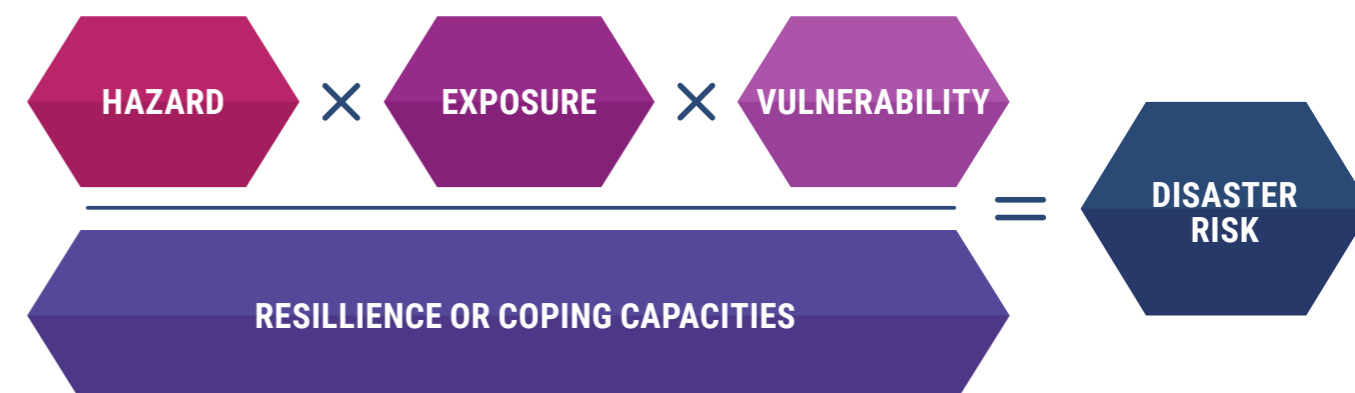 HAZARD × EXPOSURE × VULNERABILITY
=
DISASTER
RISK
RESILLIENCE OR COPING CAPACITIES